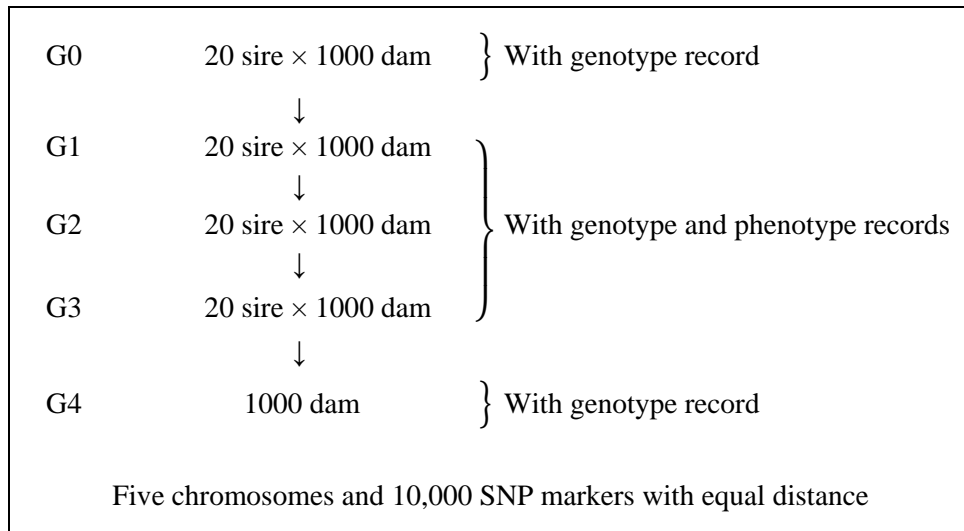 G0 20 sire × 1000 dam } With genotype record
↓
G1 20 sire × 1000 dam
↓
G2 20 sire × 1000 dam } With genotype and phenotype records
↓
G3 20 sire × 1000 dam
↓
G4 1000 dam } With genotype record
Five chromosomes and 10,000 SNP markers with equal distance